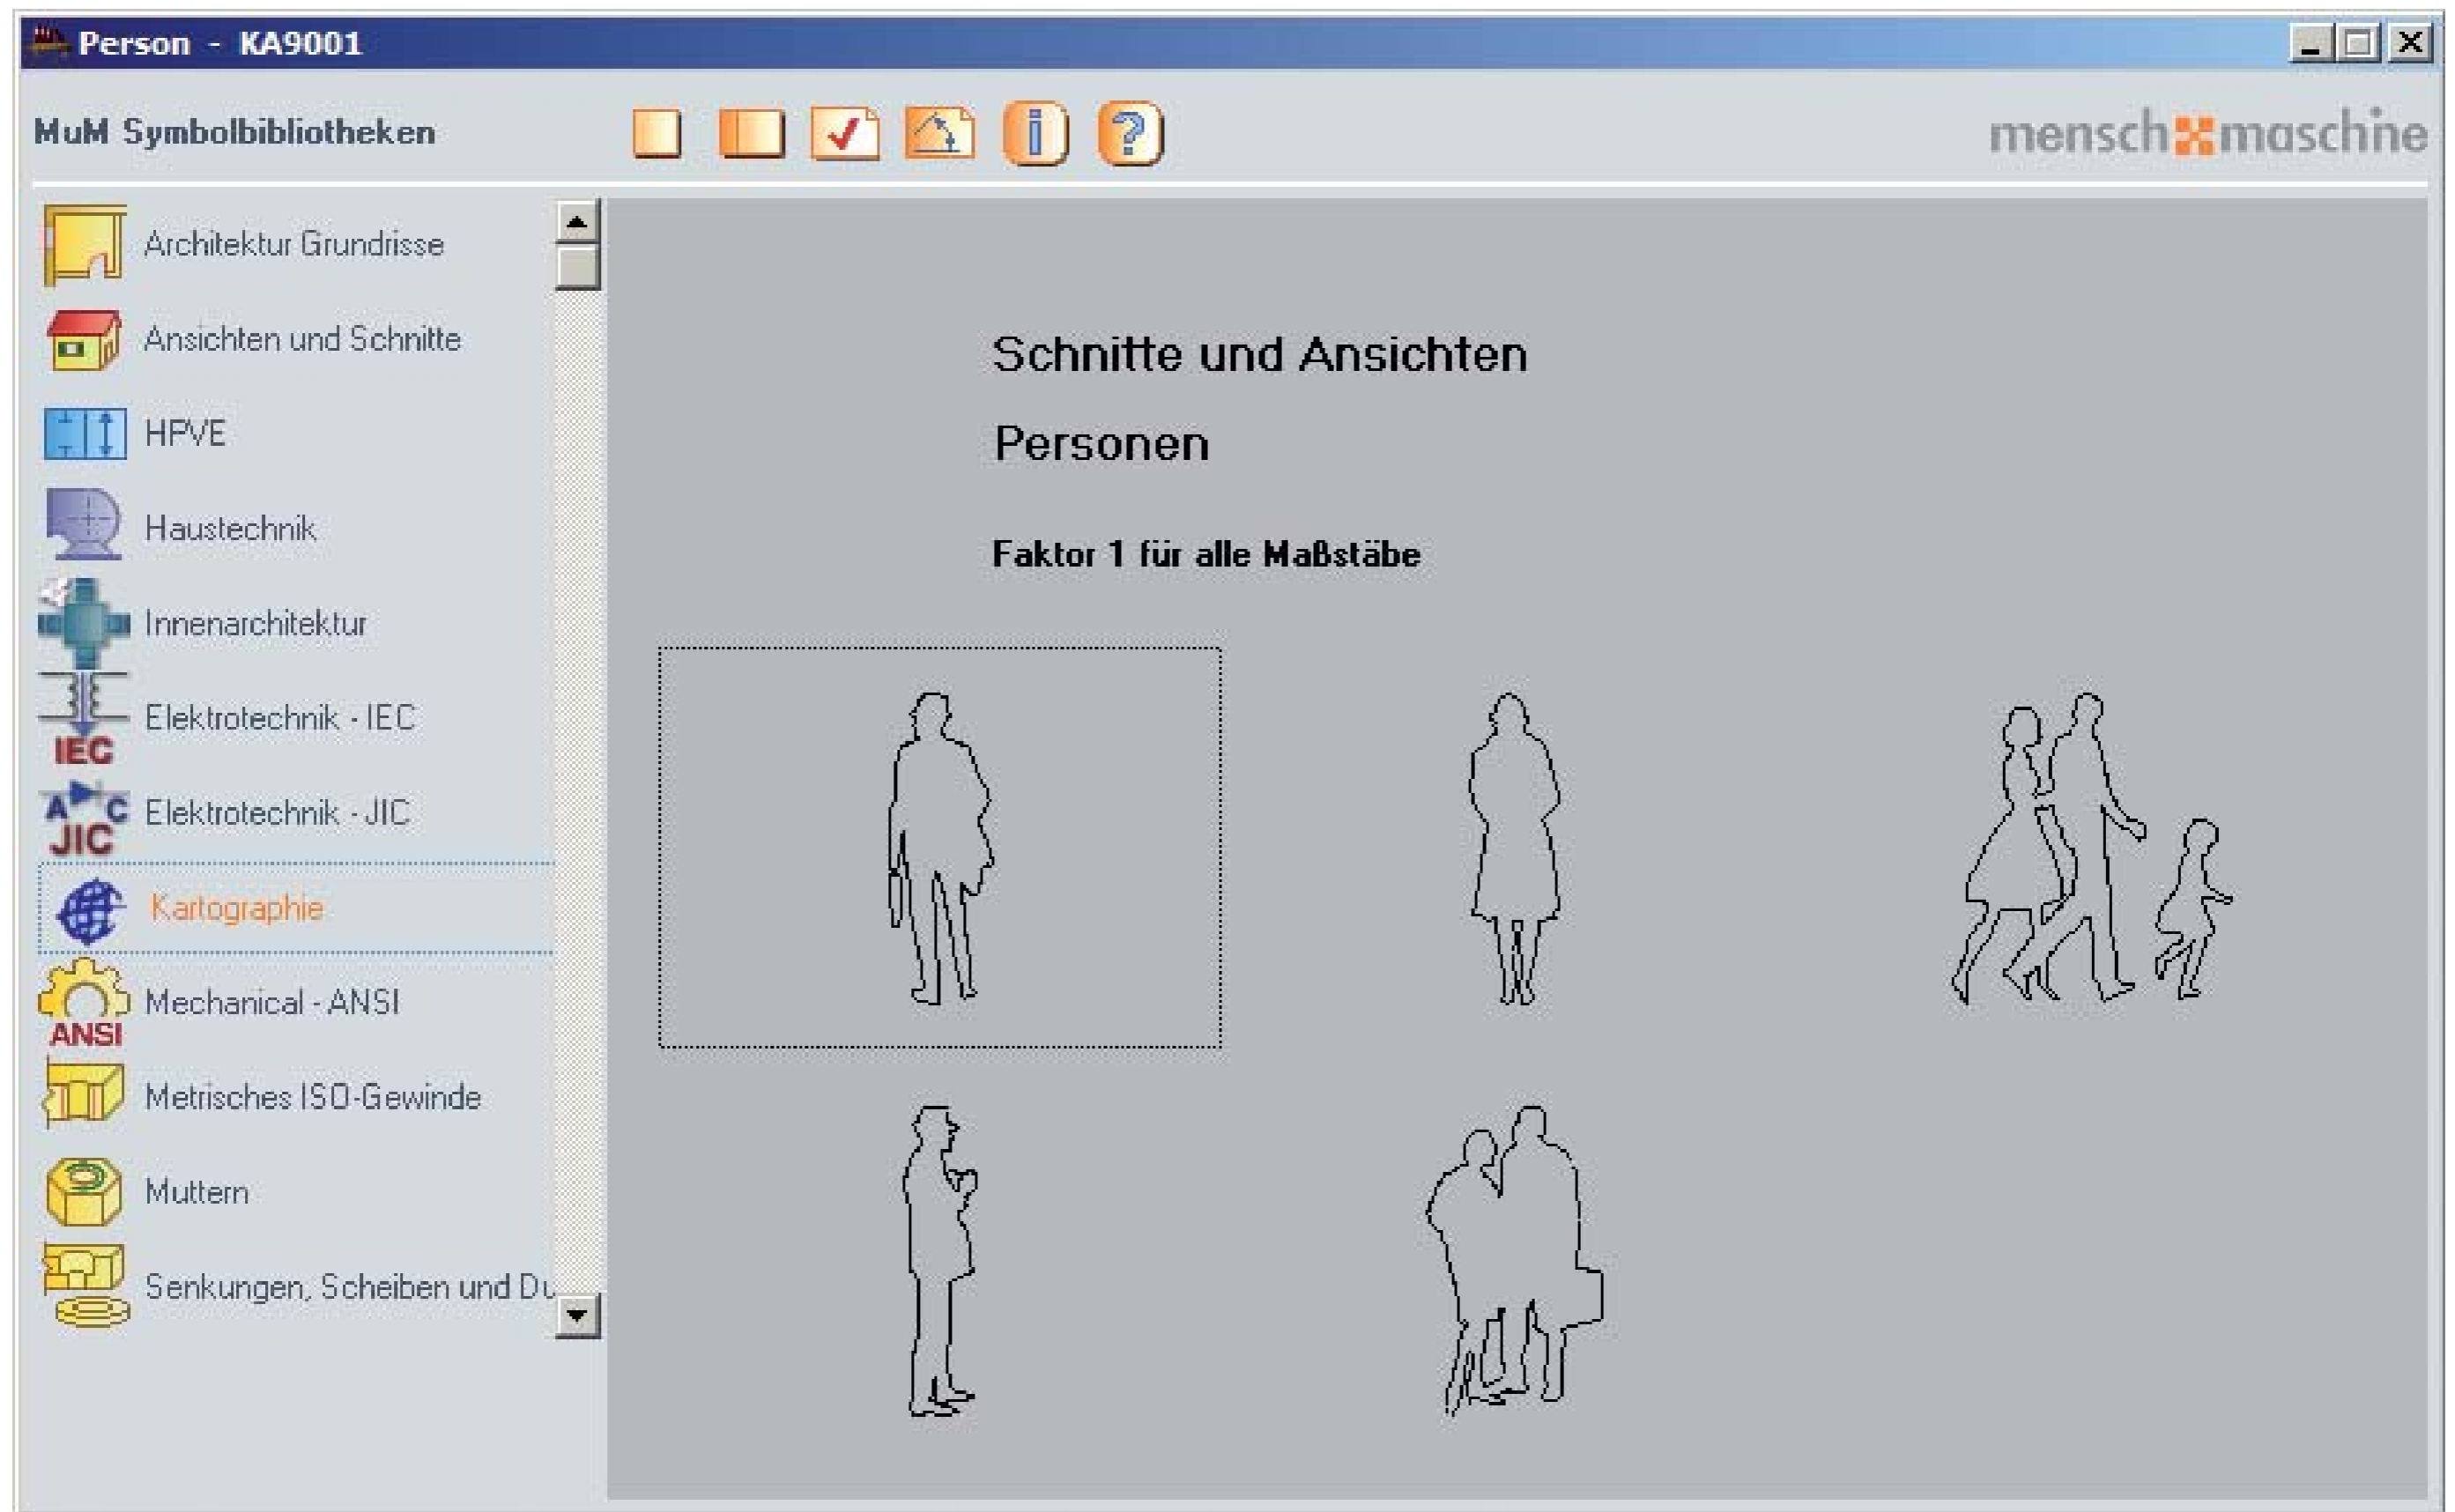 Person - KA9001
MuM Symbolbibliotheken
mensch maschine
Architektur Grundrisse
Ansichten und Schnitte
HPVE
Haustechnik
Innenarchitektur
IEC
Elektrotechnik - IEC
A C
JIC
Elektrotechnik - JIC
Kartographie
ANSI
Mechanical - ANSI
Metrisches ISO-Gewinde
Muttern
Senkungen, Scheiben und Du
Schnitte und Ansichten
Personen
Faktor 1 für alle Maßstäbe